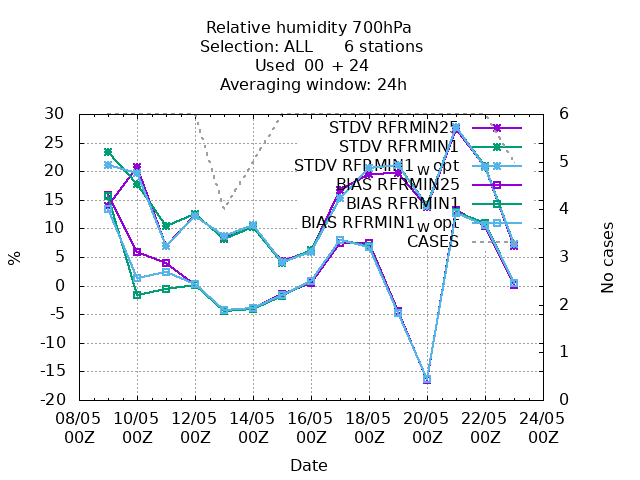 Relative humidity 700hPa
Selection: ALL 6 stations
Used 00 + 24
Averaging window: 24h
30
25
20
15
10
5
0
-5
-10
-15
-20
%
6
5
4
3
2
1
0
No cases
STDV RFRMIN25
STDV RFRMIN1
STDV RFRMIN1_w opt
BIAS RFRMIN25
BIAS RFRMIN1
BIAS RFRMIN1_w opt
CASES
08/05 10/05 12/05 14/05 16/05 18/05 20/05 22/05 24/05
00Z 00Z 00Z 00Z 00Z 00Z 00Z 00Z 00Z
Date